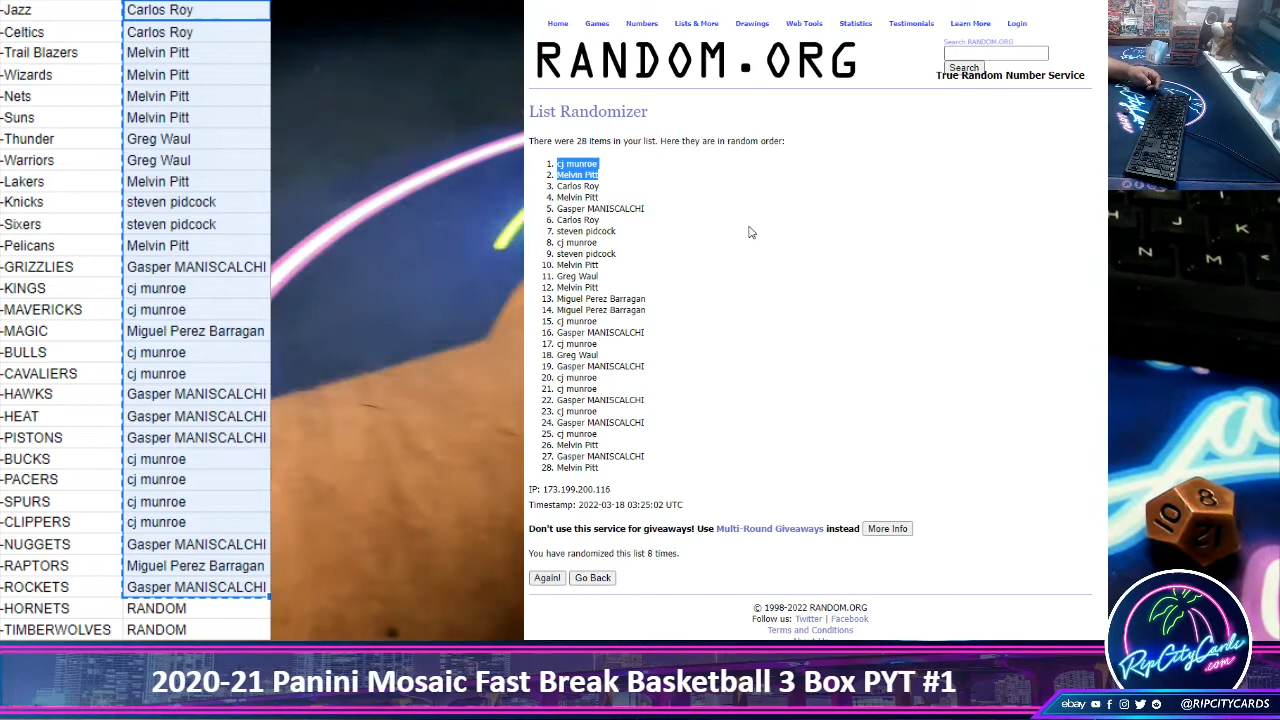 -Jazz Carlos Roy
-Celtics Carlos Roy
-Trail Blazers Melvin Pitt
-Wizards Melvin Pitt
-Nets Melvin Pitt
-Suns Melvin Pitt
-Thunder Greg Waul
-Warriors Greg Waul
-Lakers Melvin Pitt
-Knicks steven pidcock
-Sixers steven pidcock
-Pelicans Melvin Pitt
-GRIZZLIES Gasper MANISCALCHI
-KINGS cj munroe
-MAVERICKS cj munroe
-MAGIC Miguel Perez Barragan
-BULLS cj munroe
-CAVALIERS cj munroe
-HAWKS Gasper MANISCALCHI
-HEAT Gasper MANISCALCHI
-PISTONS Gasper MANISCALCHI
-BUCKS cj munroe
-PACERS cj munroe
-SPURS cj munroe
-CLIPPERS cj munroe
-NUGGETS Gasper MANISCALCHI
-RAPTORS Miguel Perez Barragan
-ROCKETS Gasper MANISCALCHI
-HORNETS RANDOM
-TIMBERWOLVES RANDOM
Home Games Numbers Lists & More Drawings Web Tools Statistics Testimonials Learn More Login
RANDOM.ORG
Search RANDOM.ORG
Search
True Random Number Service
List Randomizer
There were 28 items in your list. Here they are in random order:
1. cj munroe
2. Melvin Pitt
3. Carlos Roy
4. Melvin Pitt
5. Gasper MANISCALCHI
6. Carlos Roy
7. steven pidcock
8. cj munroe
9. steven pidcock
10. Melvin Pitt
11. Greg Waul
12. Melvin Pitt
13. Miguel Perez Barragan
14. Miguel Perez Barragan
15. cj munroe
16. Gasper MANISCALCHI
17. cj munroe
18. Greg Waul
19. Gasper MANISCALCHI
20. cj munroe
21. cj munroe
22. Gasper MANISCALCHI
23. cj munroe
24. Gasper MANISCALCHI
25. cj munroe
26. Melvin Pitt
27. Gasper MANISCALCHI
28. Melvin Pitt
IP: 173.199.200.116
Timestamp: 2022-03-18 03:25:02 UTC
Don't use this service for giveaways! Use Multi-Round Giveaways instead More Info
You have randomized this list 8 times.
Again! Go Back
© 1998-2022 RANDOM.ORG
Follow us: Twitter | Facebook
Terms and Conditions
N
J
M
K
10
8
RipCityCards
.com
2020-21 Panini Mosaic Fast Break Basketball 3 Box PYT #1
ebay @RIPCITYCARDS